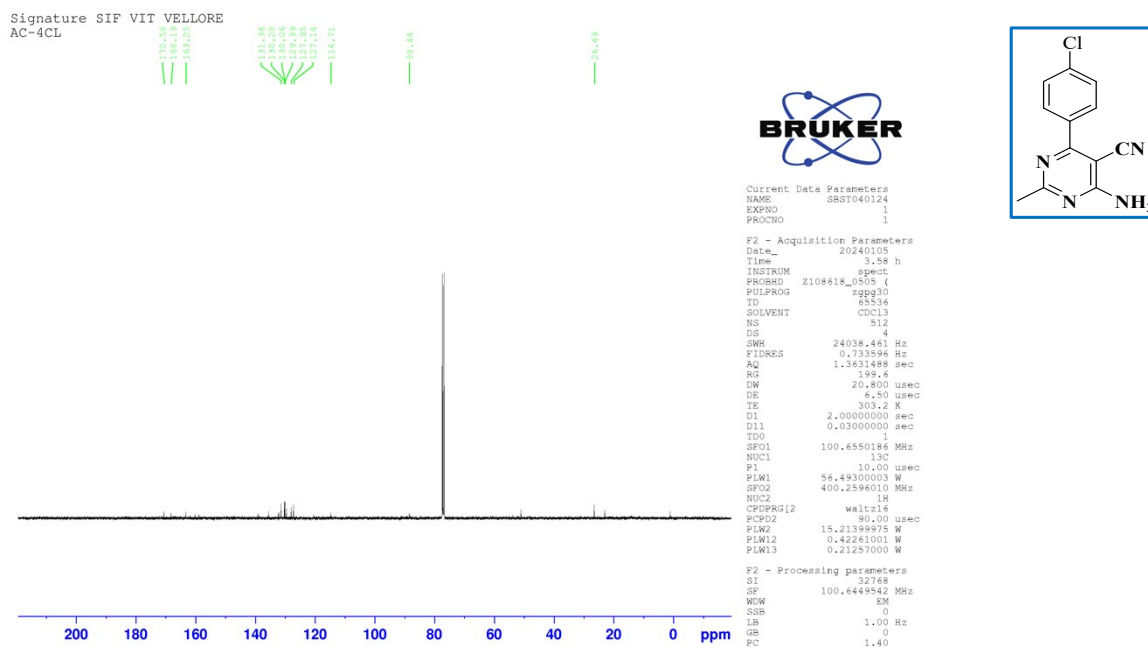 Signature SIF VIT VELLORE
AC-4CL
170.58
168.19
163.25
131.34
130.28
130.06
129.99
127.95
127.14
114.71
88.44
26.49
BRUKER
Current Data Parameters
NAME SBST040124
EXPNO 1
PROCNO 1
F2 - Acquisition Parameters
Date_ 20240105
Time 3.58 h
INSTRUM spect
PROBHD Z108618_0505 (
PULPROG zgpg30
TD 65536
SOLVENT CDCl3
NS 512
DS 4
SWH 24038.461 Hz
FIDRES 0.733596 Hz
AQ 1.3631488 sec
RG 199.6
DW 20.800 usec
DE 6.50 usec
TE 303.2 K
D1 2.00000000 sec
D11 0.03000000 sec
TD0 1
SFO1 100.6550186 MHz
NUC1 13C
P1 10.00 usec
PLW1 56.49300003 W
SFO2 400.2596010 MHz
NUC2 1H
CPDPRG[2 waltz16
PCPD2 90.00 usec
PLW2 15.21399975 W
PLW12 0.42261001 W
PLW13 0.21257000 W
F2 - Processing parameters
SI 32768
SF 100.6449542 MHz
WDW EM
SSB 0
LB 1.00 Hz
GB 0
PC 1.40
Cl
CN
N
N
NH
200 180 160 140 120 100 80 60 40 20 0 ppm